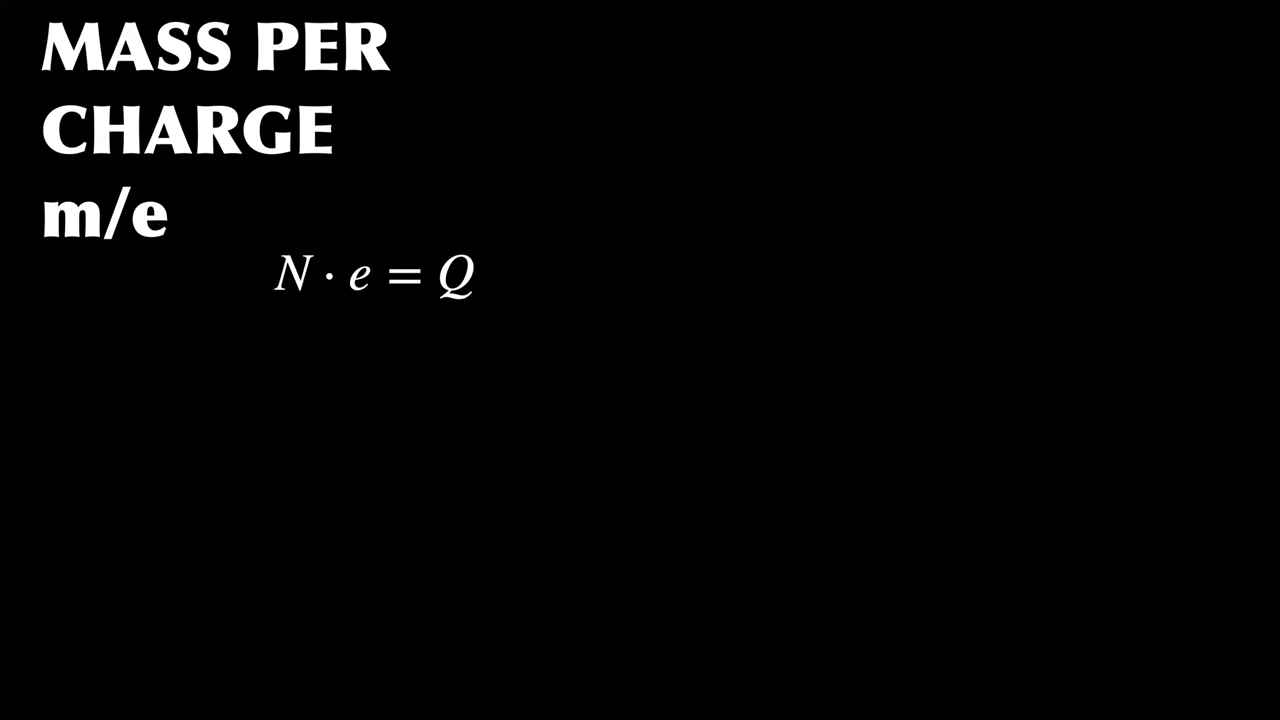 MASS PER
CHARGE
m/e
N · e = Q